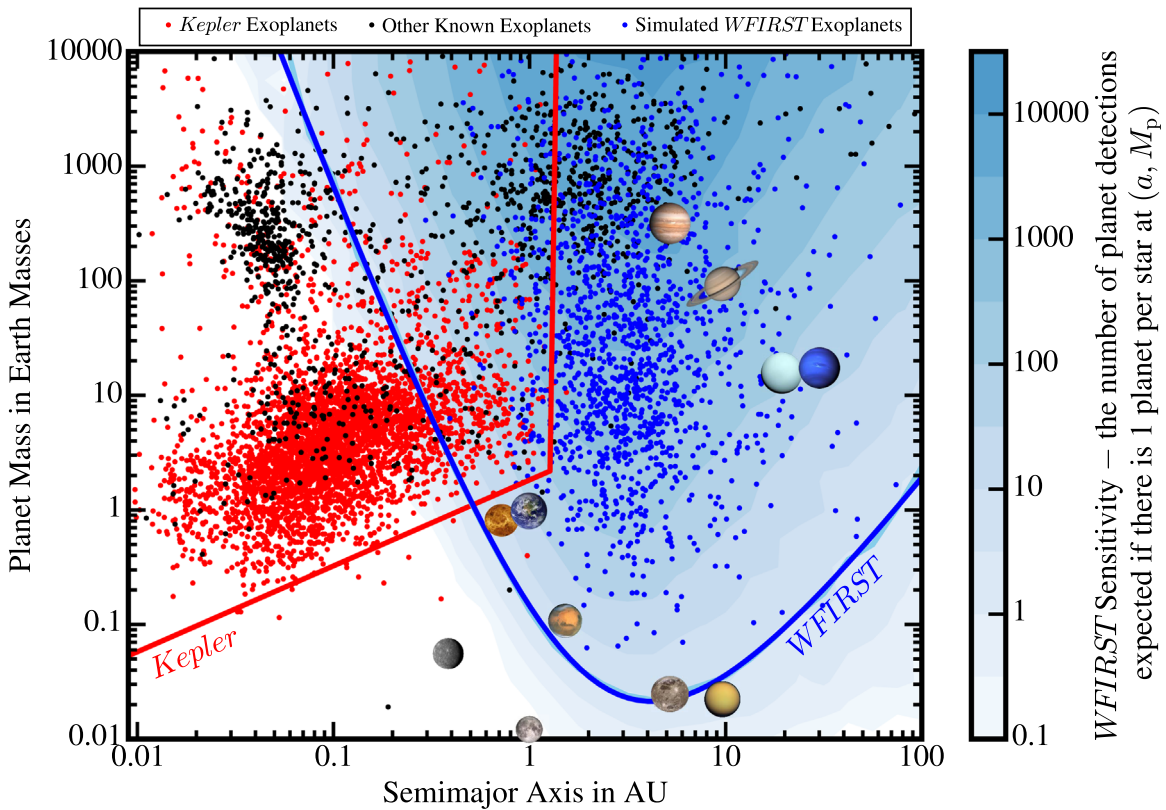 Kepler Exoplanets
Other Known Exoplanets
Simulated WFIRST Exoplanets
Planet Mass in Earth Masses
10000
1000
100
10
1
0.1
0.01
Kepler
WFIRST
0.01
0.1
1
10
100
Semimajor Axis in AU
10000
1000
100
10
1
0.1
WFIRST Sensitivity − the number of planet detections
expected if there is 1 planet per star at (a, Mp)